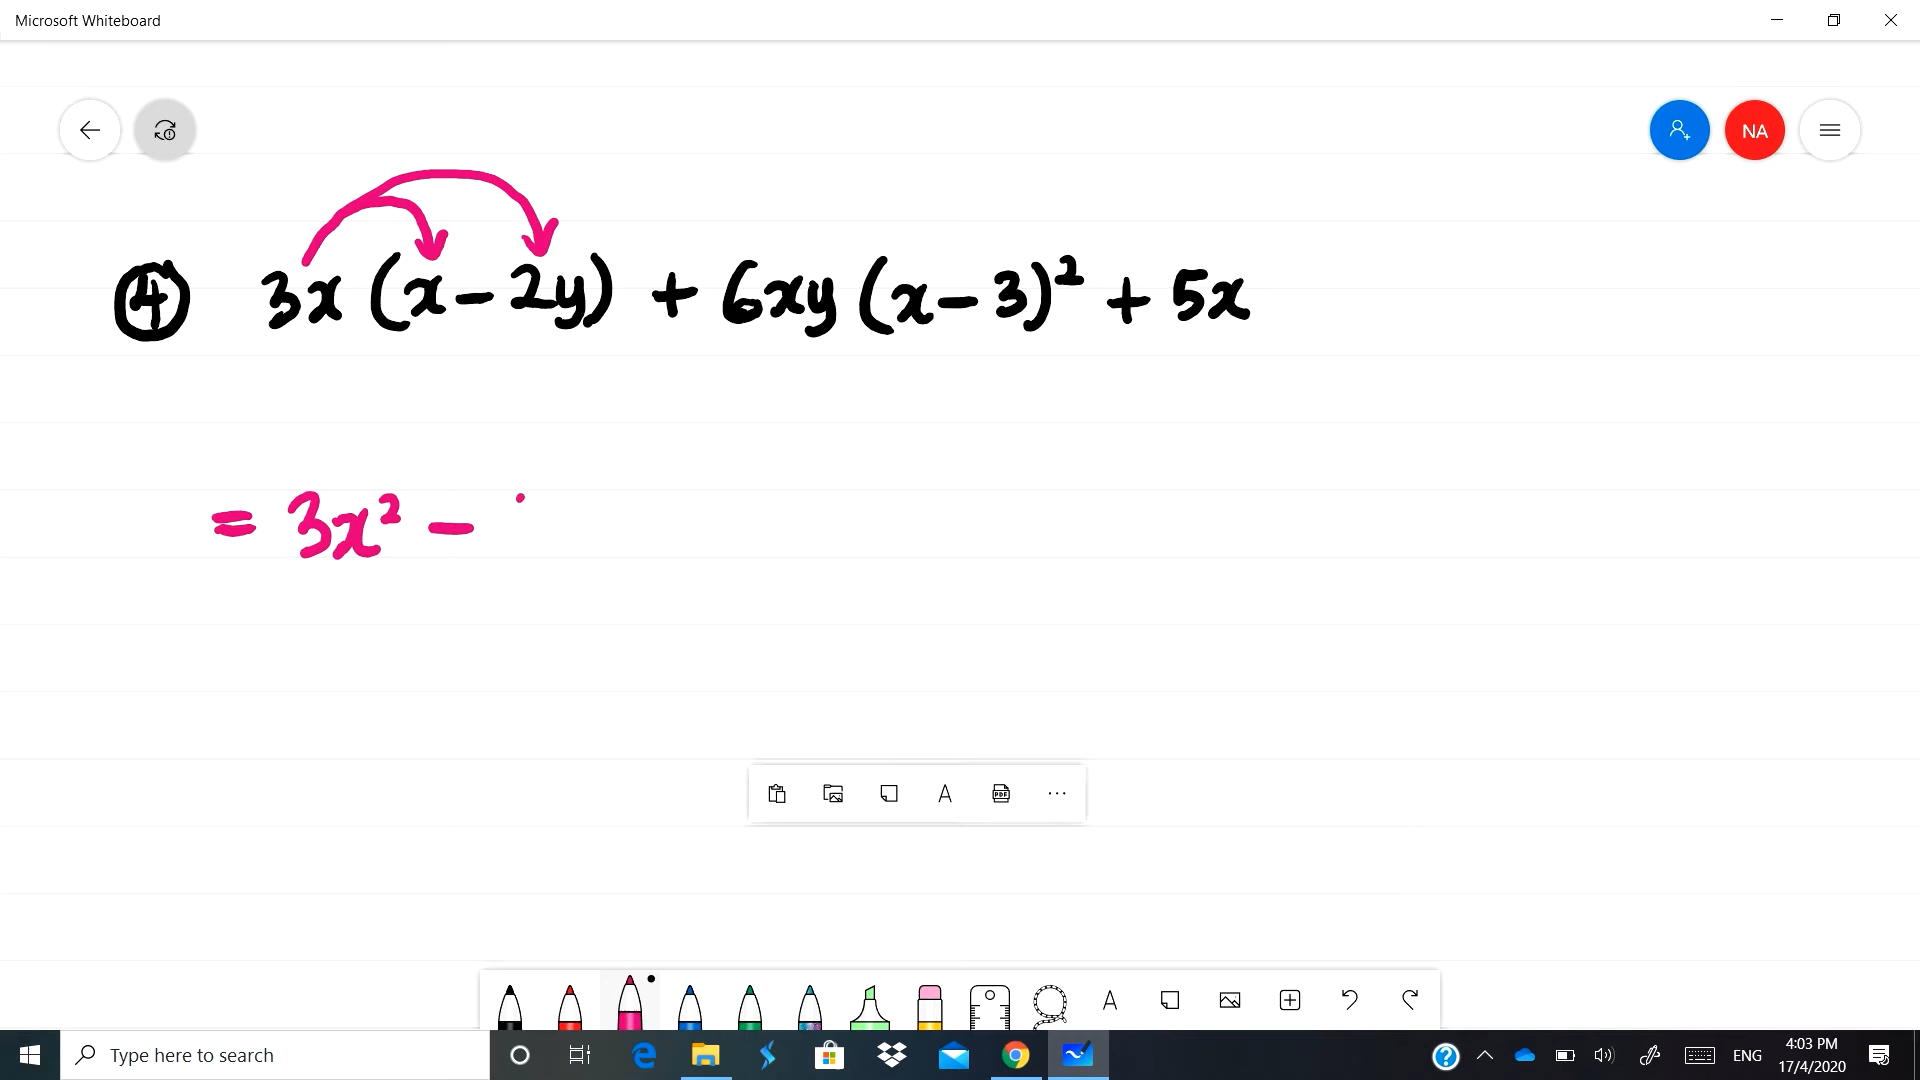 Microsoft Whiteboard
NA
④ 3x (x - 2y) + 6xy (x - 3)² + 5x
= 3x² -
A
PDF
A
Type here to search
ENG
4:03 PM
17/4/2020